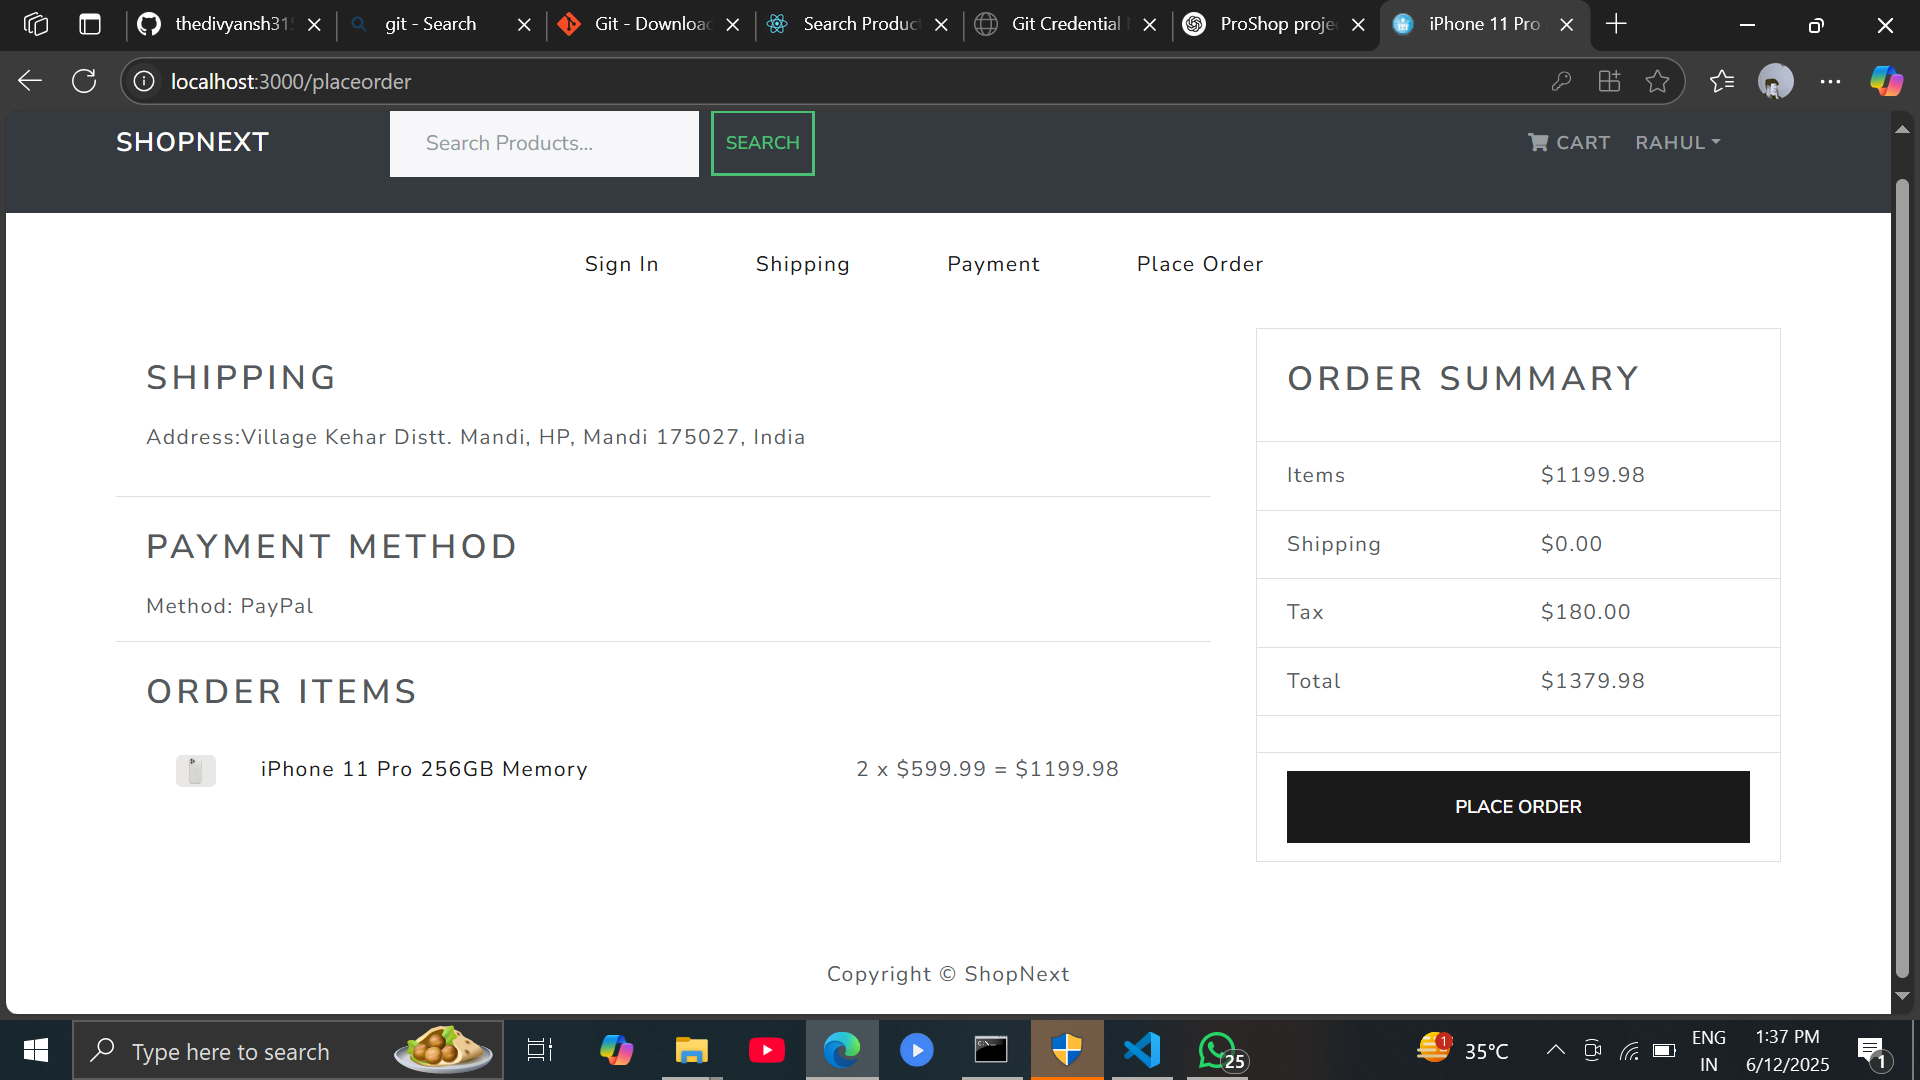 thedivyansh315
git - Search
Git - Download
Search Product
Git Credential
ProShop proje
iPhone 11 Pro
localhost:3000/placeorder
SHOPNEXT
Search Products...
SEARCH
CART
RAHUL
Sign In
Shipping
Payment
Place Order
SHIPPING
Address:Village Kehar Distt. Mandi, HP, Mandi 175027, India
PAYMENT METHOD
Method: PayPal
ORDER ITEMS
iPhone 11 Pro 256GB Memory 2 x $599.99 = $1199.98
ORDER SUMMARY
Items $1199.98
Shipping $0.00
Tax $180.00
Total $1379.98
PLACE ORDER
Copyright © ShopNext
Type here to search
25
1
35°C
ENG
IN
1:37 PM
6/12/2025
1